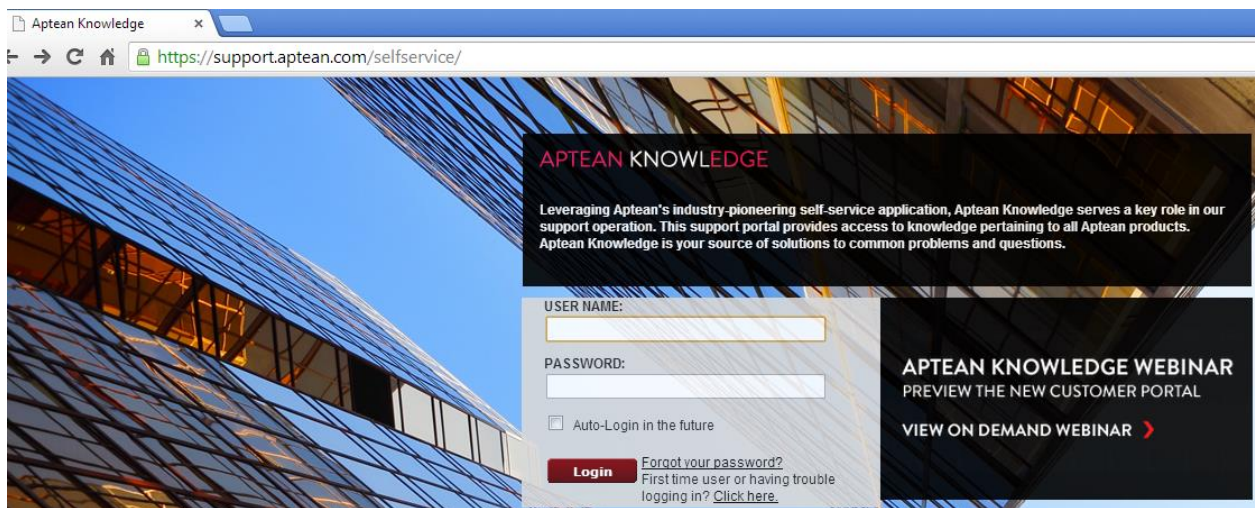 Aptean Knowledge
https://support.aptean.com/selfservice/
APTEAN KNOWLEDGE
Leveraging Aptean's industry-pioneering self-service application, Aptean Knowledge serves a key role in our
support operation. This support portal provides access to knowledge pertaining to all Aptean products.
Aptean Knowledge is your source of solutions to common problems and questions.
USER NAME:
PASSWORD:
Auto-Login in the future
Login
Forgot your password?
First time user or having trouble
logging in? Click here.
APTEAN KNOWLEDGE WEBINAR
PREVIEW THE NEW CUSTOMER PORTAL
VIEW ON DEMAND WEBINAR ❯